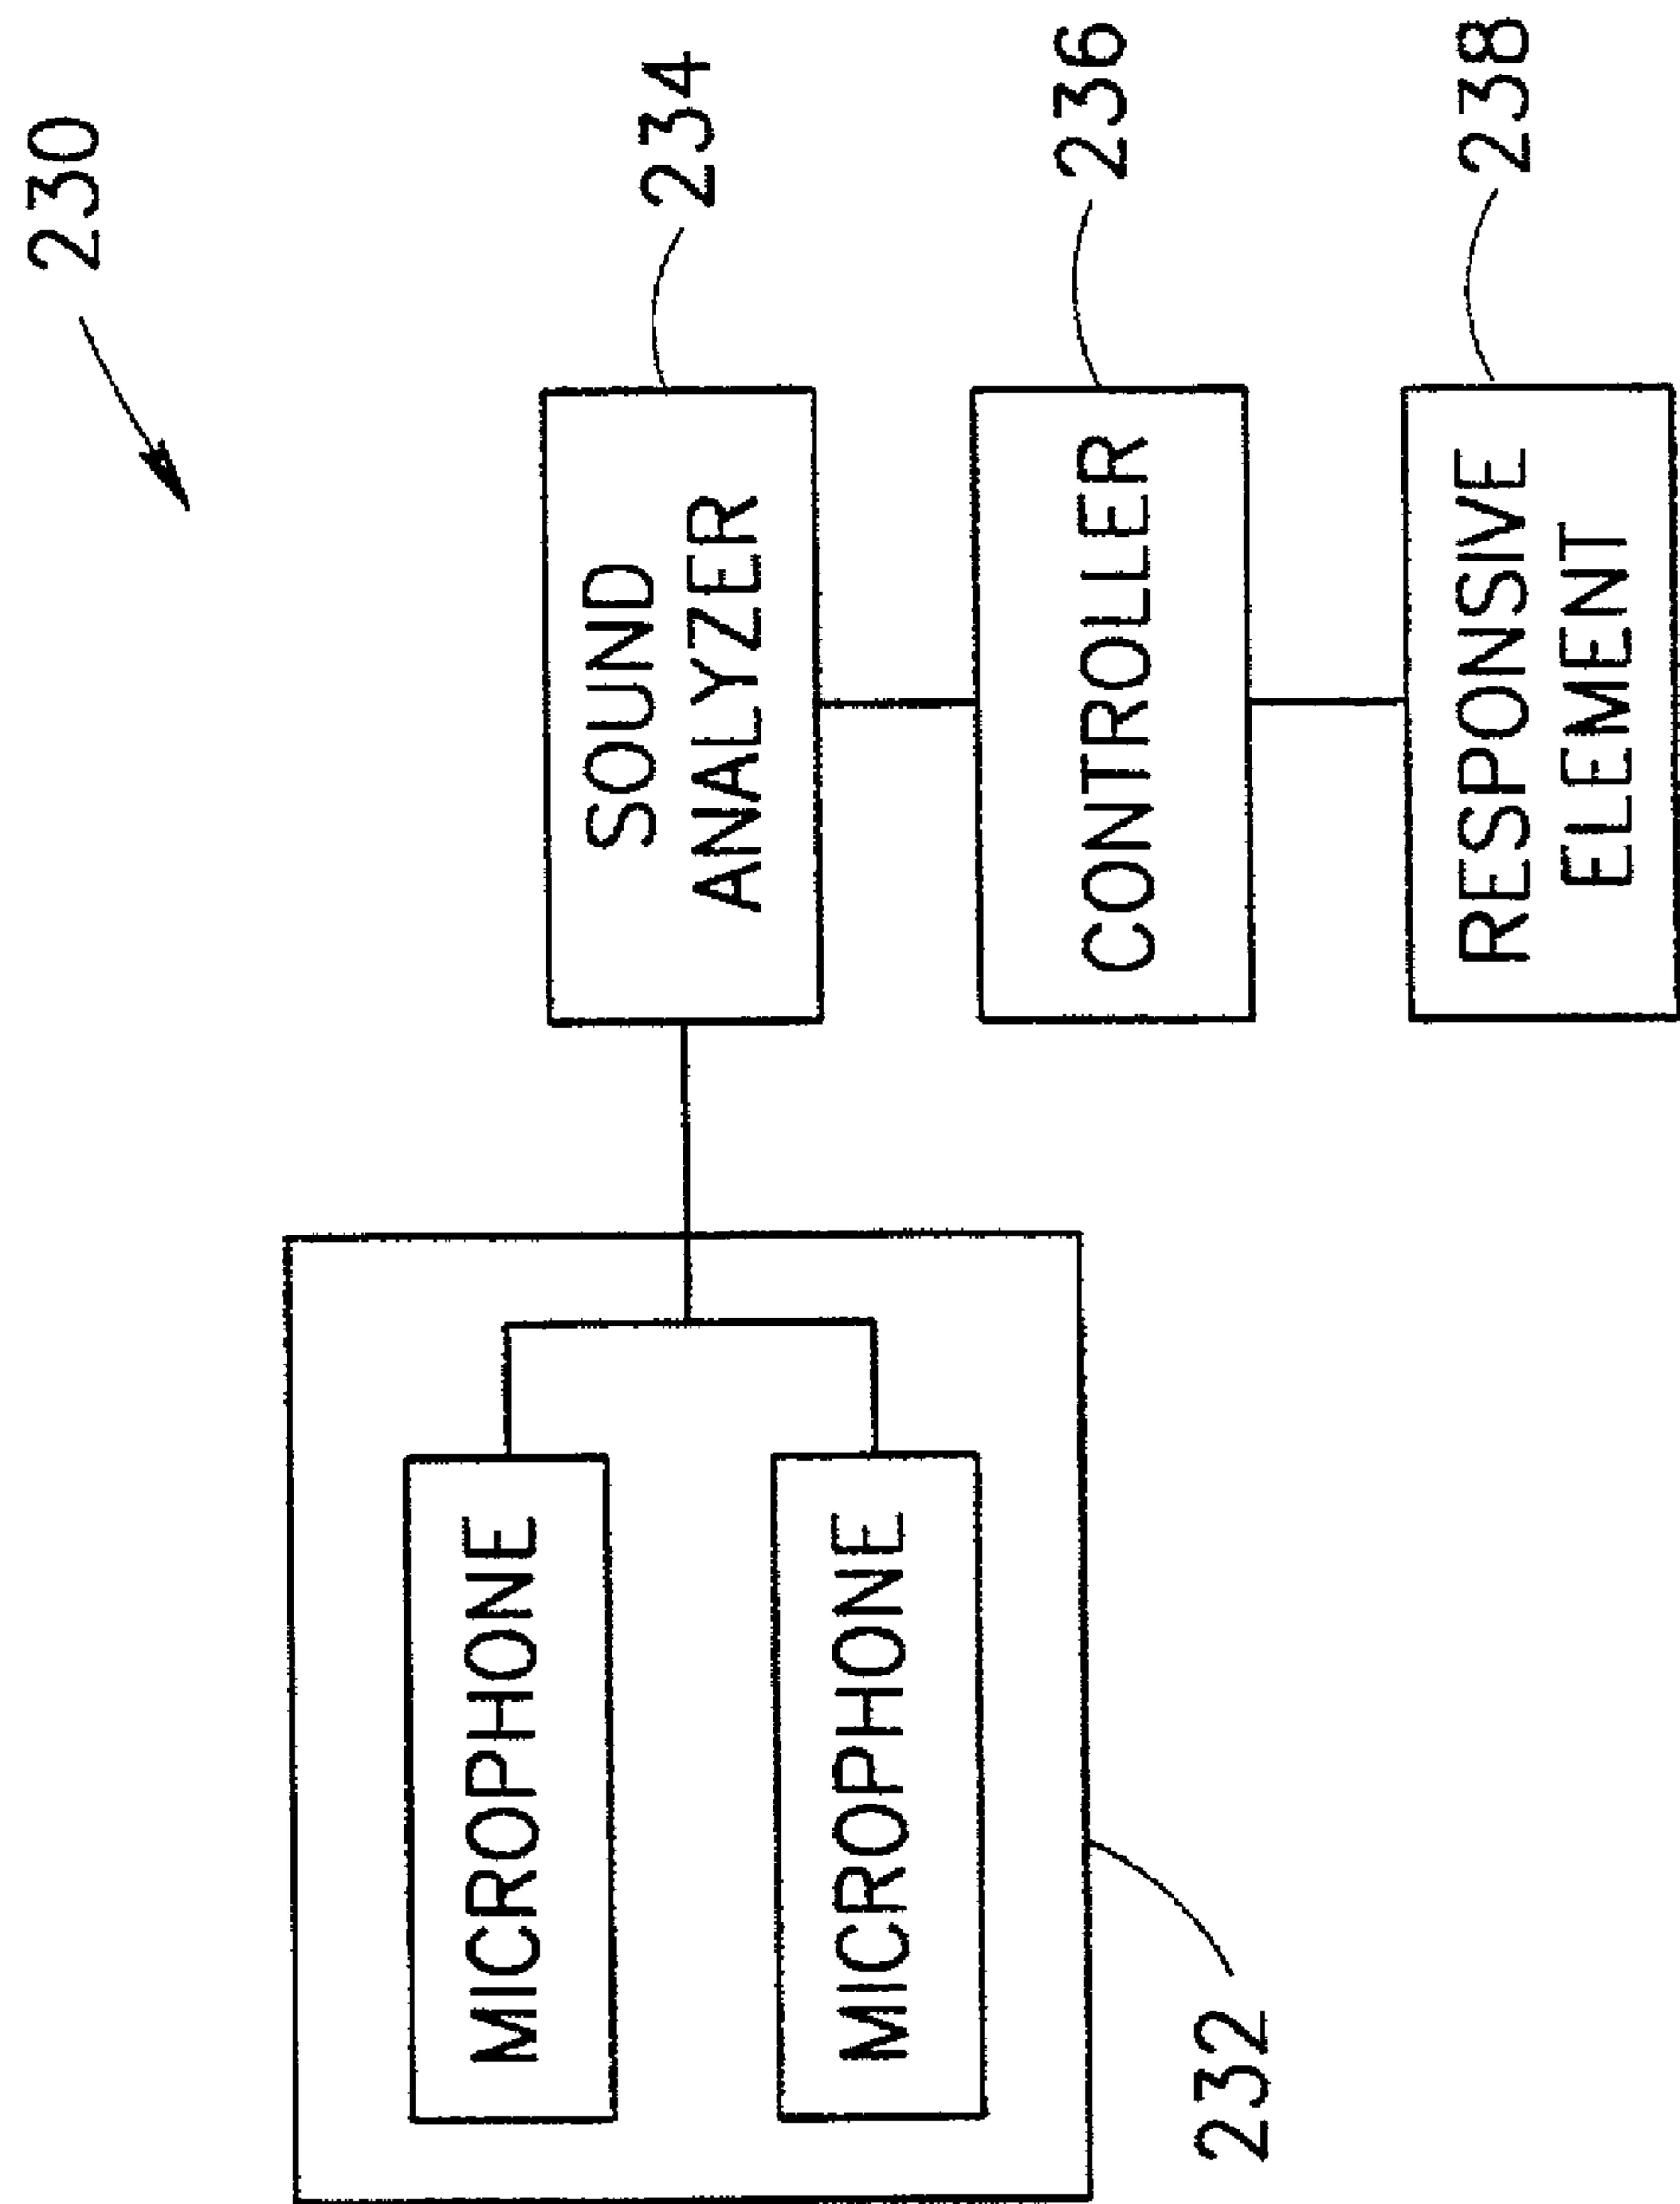 230
SOUND
ANALYZER
234
MICROPHONE
MICROPHONE
CONTROLLER
236
232
RESPONSIVE
ELEMENT
238